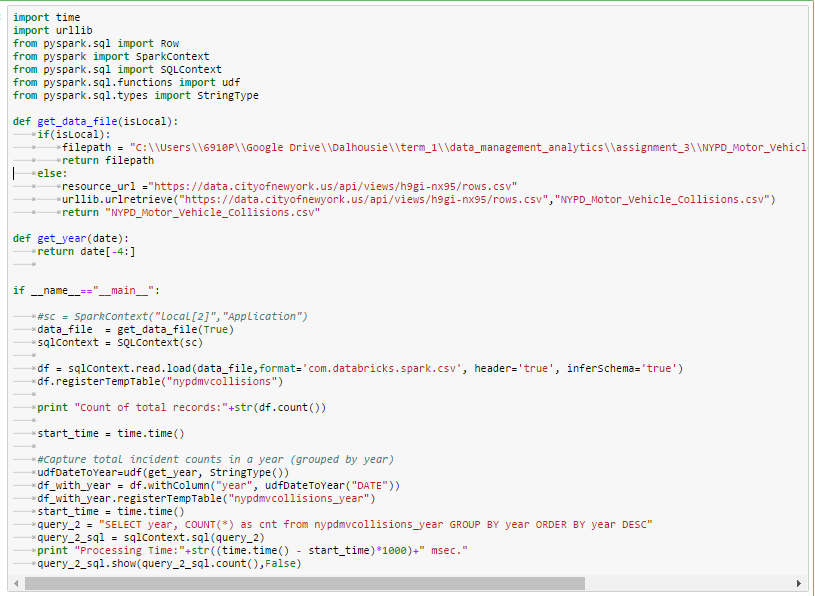 import time
import urllib
from pyspark.sql import Row
from pyspark import SparkContext
from pyspark.sql import SQLContext
from pyspark.sql.functions import udf
from pyspark.sql.types import StringType

def get_data_file(isLocal):
    if(isLocal):
        filepath = "C:\\Users\\6910P\\Google Drive\\Dalhousie\\term_1\\data_management_analytics\\assignment_3\\NYPD_Motor_Vehicl
        return filepath
    else:
        resource_url ="https://data.cityofnewyork.us/api/views/h9gi-nx95/rows.csv"
        urllib.urlretrieve("https://data.cityofnewyork.us/api/views/h9gi-nx95/rows.csv","NYPD_Motor_Vehicle_Collisions.csv")
        return "NYPD_Motor_Vehicle_Collisions.csv"

def get_year(date):
    return date[-4:]

if __name__=="__main__":

    #sc = SparkContext("local[2]","Application")
    data_file  = get_data_file(True)
    sqlContext = SQLContext(sc)

    df = sqlContext.read.load(data_file,format='com.databricks.spark.csv', header='true', inferSchema='true')
    df.registerTempTable("nypdmvcollisions")

    print "Count of total records:"+str(df.count())

    start_time = time.time()

    #Capture total incident counts in a year (grouped by year)
    udfDateToYear=udf(get_year, StringType())
    df_with_year = df.withColumn("year", udfDateToYear("DATE"))
    df_with_year.registerTempTable("nypdmvcollisions_year")
    start_time = time.time()
    query_2 = "SELECT year, COUNT(*) as cnt from nypdmvcollisions_year GROUP BY year ORDER BY year DESC"
    query_2_sql = sqlContext.sql(query_2)
    print "Processing Time:"+str((time.time() - start_time)*1000)+" msec."
    query_2_sql.show(query_2_sql.count(),False)